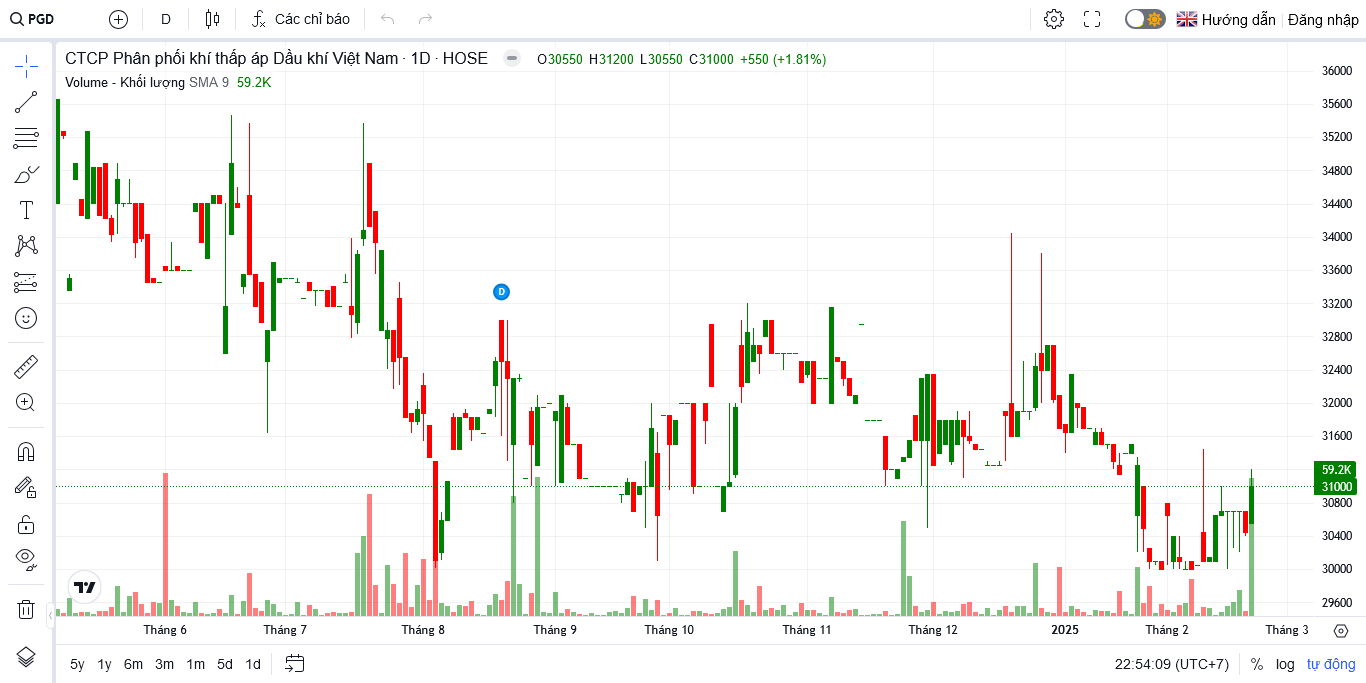 PGD D Các chỉ báo Hướng dẫn Đăng nhập
CTCP Phân phối khí thấp áp Dầu khí Việt Nam · 1D · HOSE O30550 H31200 L30550 C31000 +550 (+1.81%)
Volume - Khối lượng SMA 9 59.2K
36000
35600
35200
34800
34400
34000
33600
33200
32800
32400
32000
31600
59.2K
31000
30800
30400
30000
29600
D
Tháng 6 Tháng 7 Tháng 8 Tháng 9 Tháng 10 Tháng 11 Tháng 12 2025 Tháng 2 Tháng 3
5y 1y 6m 3m 1m 5d 1d 22:54:09 (UTC+7) % log tự động